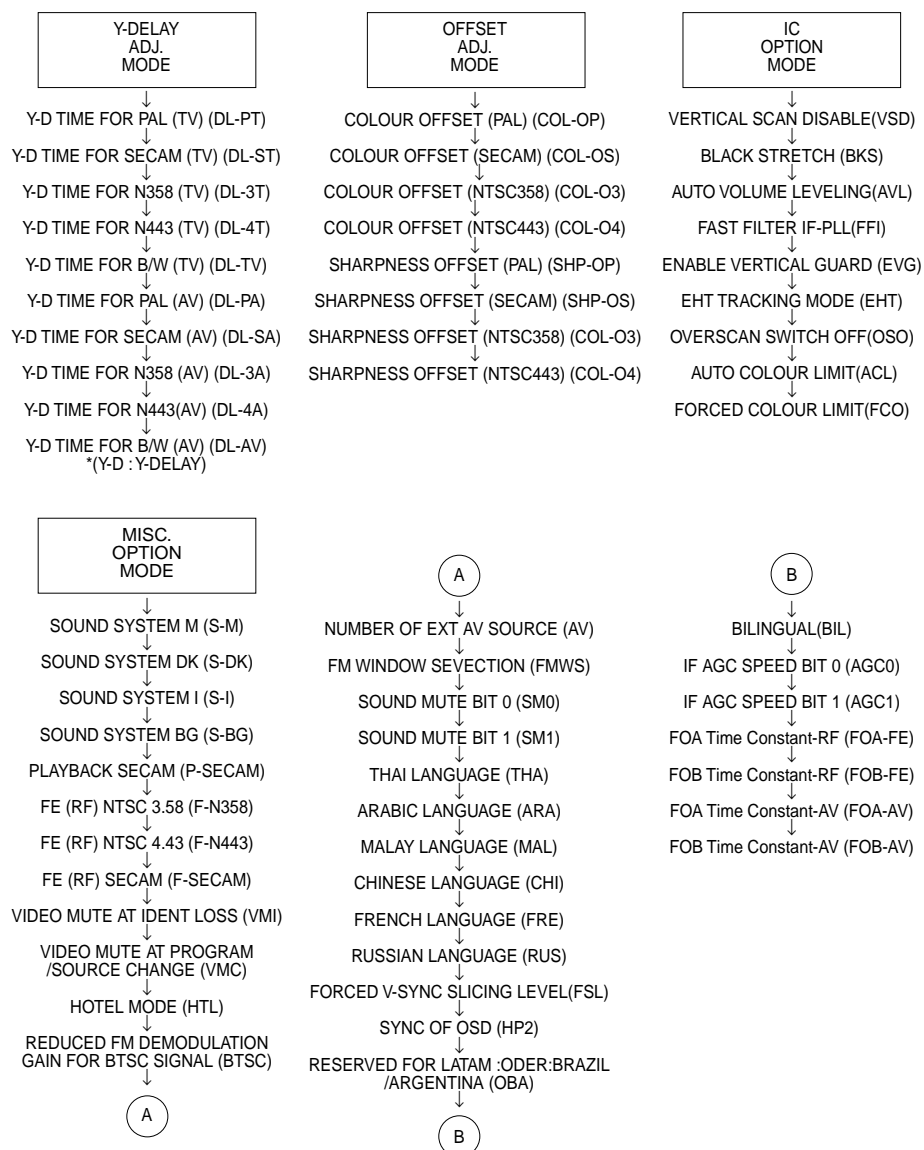 Y-DELAY
ADJ.
MODE
Y-D TIME FOR PAL (TV) (DL-PT)
Y-D TIME FOR SECAM (TV) (DL-ST)
Y-D TIME FOR N358 (TV) (DL-3T)
Y-D TIME FOR N443 (TV) (DL-4T)
Y-D TIME FOR B/W (TV) (DL-TV)
Y-D TIME FOR PAL (AV) (DL-PA)
Y-D TIME FOR SECAM (AV) (DL-SA)
Y-D TIME FOR N358 (AV) (DL-3A)
Y-D TIME FOR N443(AV) (DL-4A)
Y-D TIME FOR B/W (AV) (DL-AV)
*(Y-D : Y-DELAY)
OFFSET
ADJ.
MODE
COLOUR OFFSET (PAL) (COL-OP)
COLOUR OFFSET (SECAM) (COL-OS)
COLOUR OFFSET (NTSC358) (COL-O3)
COLOUR OFFSET (NTSC443) (COL-O4)
SHARPNESS OFFSET (PAL) (SHP-OP)
SHARPNESS OFFSET (SECAM) (SHP-OS)
SHARPNESS OFFSET (NTSC358) (COL-O3)
SHARPNESS OFFSET (NTSC443) (COL-O4)
IC
OPTION
MODE
VERTICAL SCAN DISABLE(VSD)
BLACK STRETCH (BKS)
AUTO VOLUME LEVELING(AVL)
FAST FILTER IF-PLL(FFI)
ENABLE VERTICAL GUARD (EVG)
EHT TRACKING MODE (EHT)
OVERSCAN SWITCH OFF(OSO)
AUTO COLOUR LIMIT(ACL)
FORCED COLOUR LIMIT(FCO)
MISC.
OPTION
MODE
SOUND SYSTEM M (S-M)
SOUND SYSTEM DK (S-DK)
SOUND SYSTEM I (S-I)
SOUND SYSTEM BG (S-BG)
PLAYBACK SECAM (P-SECAM)
FE (RF) NTSC 3.58 (F-N358)
FE (RF) NTSC 4.43 (F-N443)
FE (RF) SECAM (F-SECAM)
VIDEO MUTE AT IDENT LOSS (VMI)
VIDEO MUTE AT PROGRAM
/SOURCE CHANGE (VMC)
HOTEL MODE (HTL)
REDUCED FM DEMODULATION
GAIN FOR BTSC SIGNAL (BTSC)
A
A
NUMBER OF EXT AV SOURCE (AV)
FM WINDOW SEVECTION (FMWS)
SOUND MUTE BIT 0 (SM0)
SOUND MUTE BIT 1 (SM1)
THAI LANGUAGE (THA)
ARABIC LANGUAGE (ARA)
MALAY LANGUAGE (MAL)
CHINESE LANGUAGE (CHI)
FRENCH LANGUAGE (FRE)
RUSSIAN LANGUAGE (RUS)
FORCED V-SYNC SLICING LEVEL(FSL)
SYNC OF OSD (HP2)
RESERVED FOR LATAM :ODER:BRAZIL
/ARGENTINA (OBA)
B
B
BILINGUAL(BIL)
IF AGC SPEED BIT 0 (AGC0)
IF AGC SPEED BIT 1 (AGC1)
FOA Time Constant-RF (FOA-FE)
FOB Time Constant-RF (FOB-FE)
FOA Time Constant-AV (FOA-AV)
FOB Time Constant-AV (FOB-AV)